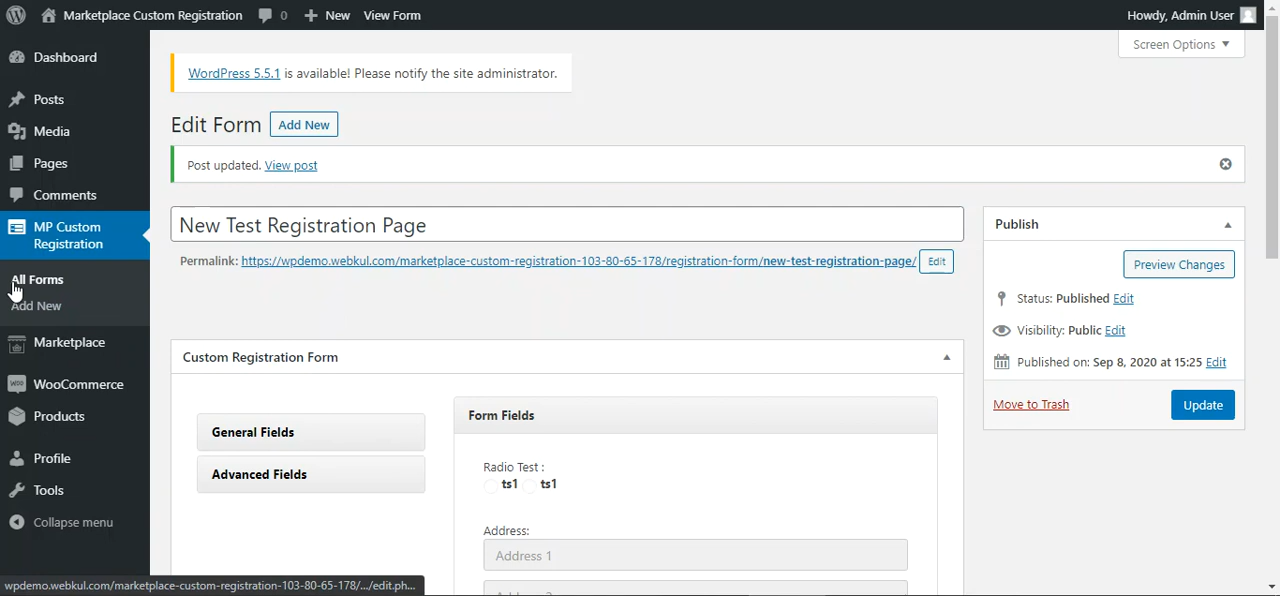 Marketplace Custom Registration 0 New View Form Howdy, Admin User
Screen Options
Dashboard
Posts
Media
Pages
Comments
MP Custom
Registration
All Forms
Add New
Marketplace
WooCommerce
Products
Profile
Tools
Collapse menu
WordPress 5.5.1 is available! Please notify the site administrator.
Edit Form Add New
Post updated. View post
New Test Registration Page
Permalink: https://wpdemo.webkul.com/marketplace-custom-registration-103-80-65-178/registration-form/new-test-registration-page/ Edit
Custom Registration Form
General Fields
Advanced Fields
Form Fields
Radio Test :
ts1 ts1
Address:
Address 1
Publish
Preview Changes
Status: Published Edit
Visibility: Public Edit
Published on: Sep 8, 2020 at 15:25 Edit
Move to Trash Update
wpdemo.webkul.com/marketplace-custom-registration-103-80-65-178/.../edit.ph...